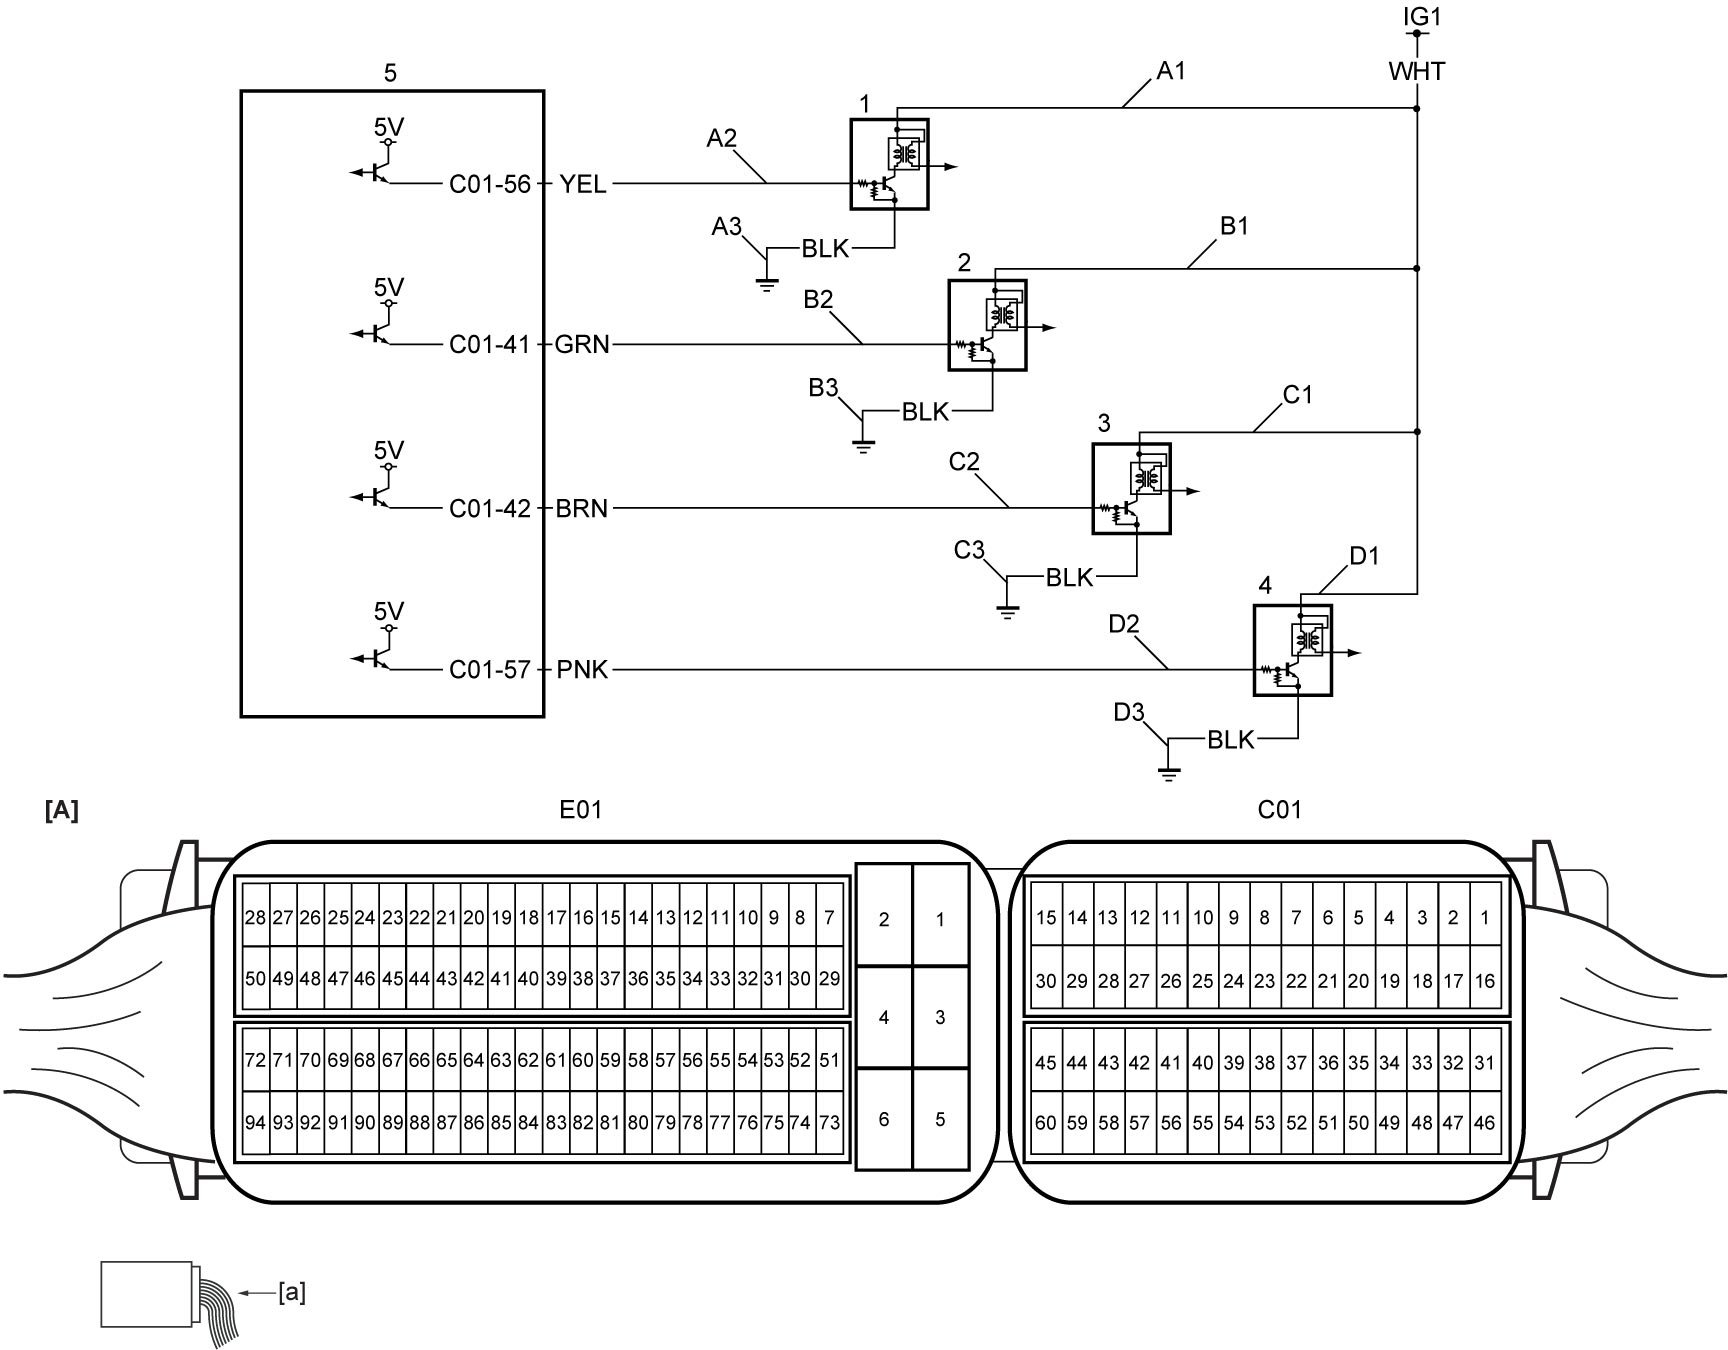 IG1
WHT
5
A1
1
5V
A2
C01-56 YEL
A3
BLK
B1
2
5V
B2
C01-41 GRN
B3
BLK
C1
3
5V
C2
C01-42 BRN
C3
BLK
D1
4
5V
D2
C01-57 PNK
D3
BLK
[A]
E01
C01
28 27 26 25 24 23 22 21 20 19 18 17 16 15 14 13 12 11 10 9 8 7
50 49 48 47 46 45 44 43 42 41 40 39 38 37 36 35 34 33 32 31 30 29
72 71 70 69 68 67 66 65 64 63 62 61 60 59 58 57 56 55 54 53 52 51
94 93 92 91 90 89 88 87 86 85 84 83 82 81 80 79 78 77 76 75 74 73
2 1
4 3
6 5
15 14 13 12 11 10 9 8 7 6 5 4 3 2 1
30 29 28 27 26 25 24 23 22 21 20 19 18 17 16
45 44 43 42 41 40 39 38 37 36 35 34 33 32 31
60 59 58 57 56 55 54 53 52 51 50 49 48 47 46
[a]